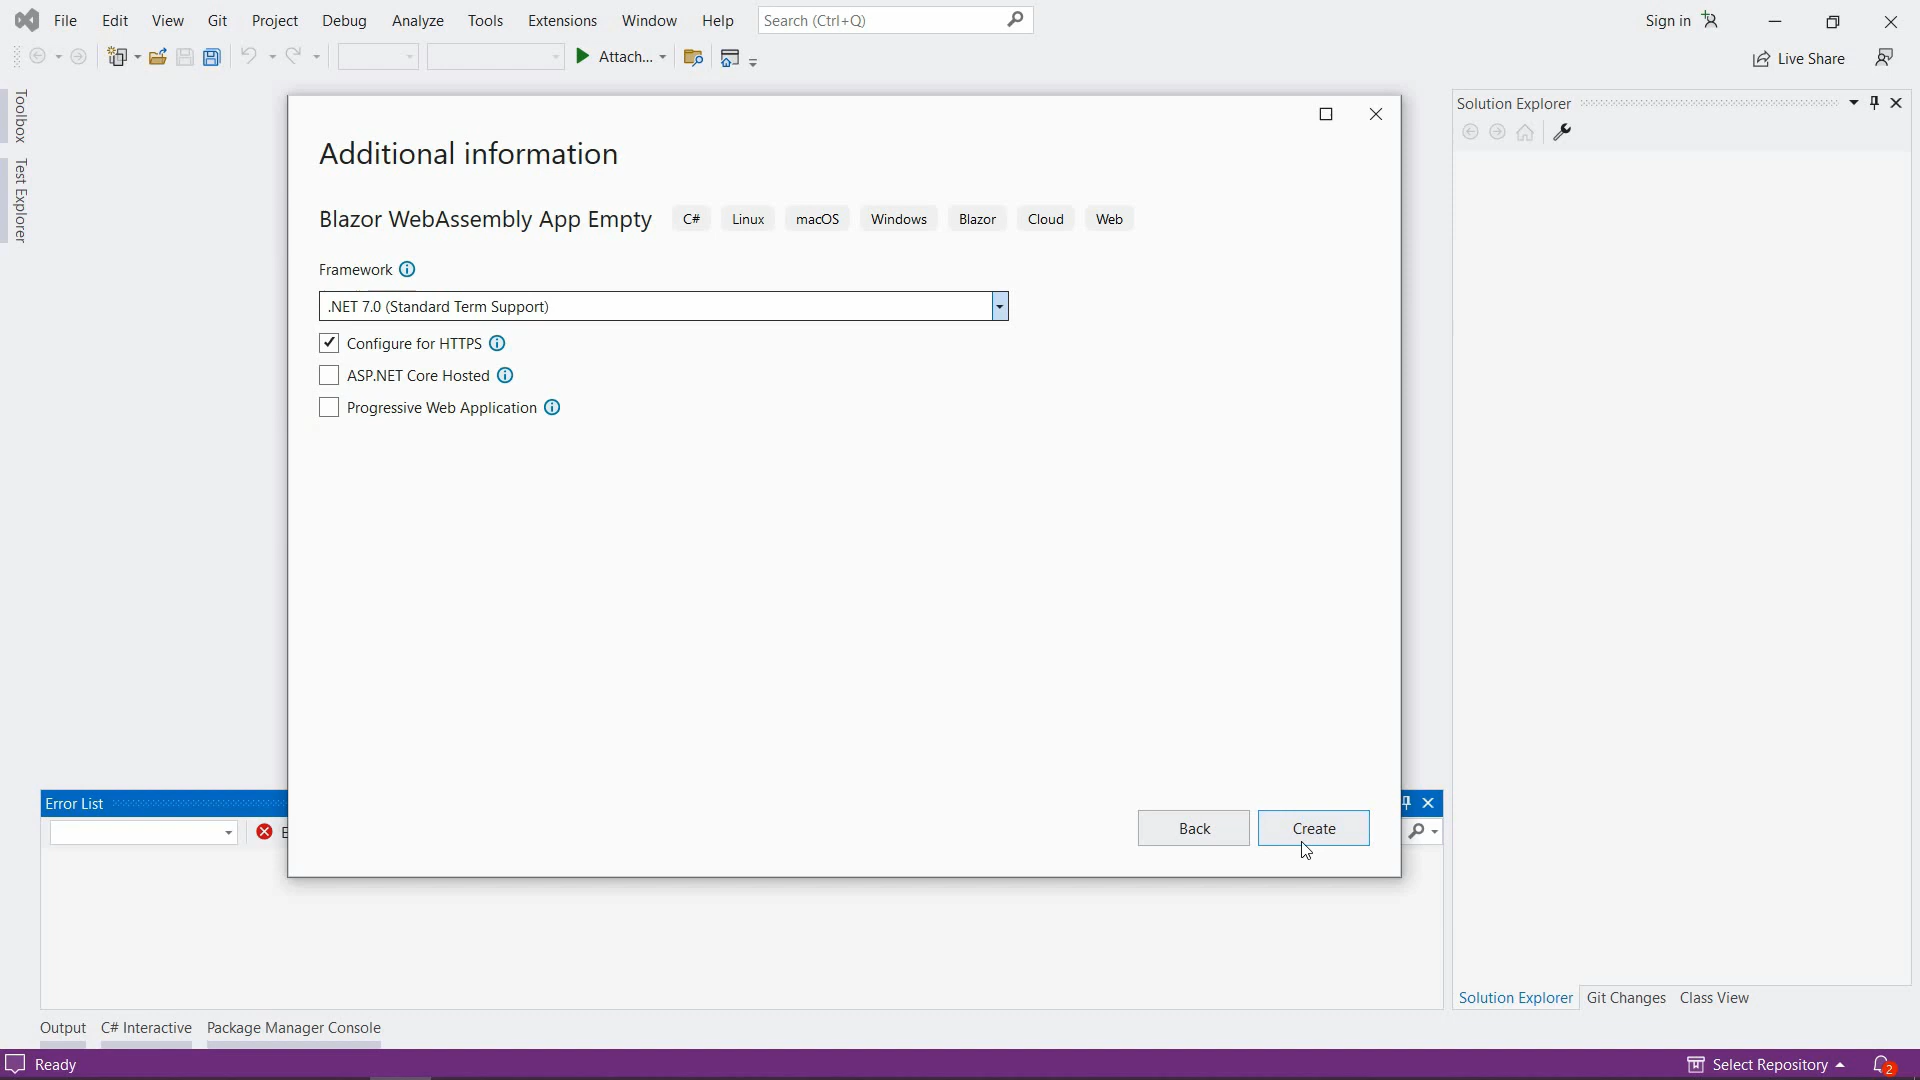 File Edit View Git Project Debug Analyze Tools Extensions Window Help Search (Ctrl+Q) Sign in
Attach... Live Share
Toolbox
Test Explorer
Solution Explorer
Additional information
Blazor WebAssembly App Empty C# Linux macOS Windows Blazor Cloud Web
Framework
.NET 7.0 (Standard Term Support)
Configure for HTTPS
ASP.NET Core Hosted
Progressive Web Application
Error List
E
Back Create
Solution Explorer Git Changes Class View
Output C# Interactive Package Manager Console
Ready Select Repository 2